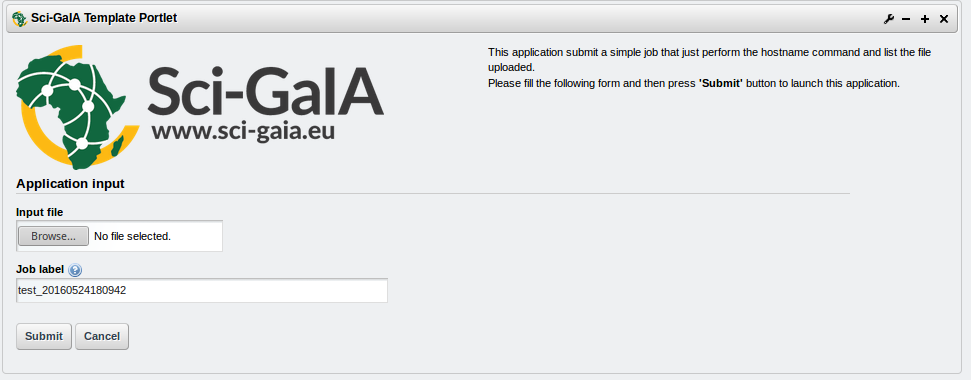 Sci-GaIA Template Portlet
Sci-GaIA
www.sci-gaia.eu
This application submit a simple job that just perform the hostname command and list the file
uploaded.
Please fill the following form and then press 'Submit' button to launch this application.
Application input
Input file
Browse... No file selected.
Job label ?
test_20160524180942
Submit Cancel